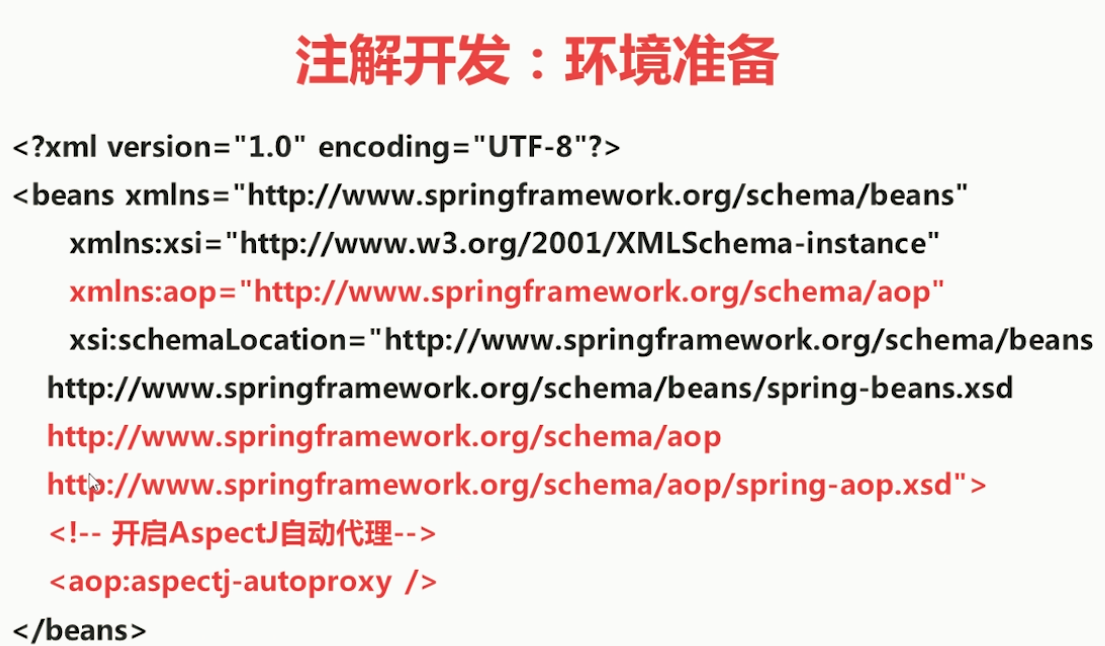 注解开发：环境准备
<?xml version="1.0" encoding="UTF-8"?>
<beans xmlns="http://www.springframework.org/schema/beans"
xmlns:xsi="http://www.w3.org/2001/XMLSchema-instance"
xmlns:aop="http://www.springframework.org/schema/aop"
xsi:schemaLocation="http://www.springframework.org/schema/beans
http://www.springframework.org/schema/beans/spring-beans.xsd
http://www.springframework.org/schema/aop
http://www.springframework.org/schema/aop/spring-aop.xsd">
<!-- 开启AspectJ自动代理-->
<aop:aspectj-autoproxy />
</beans>